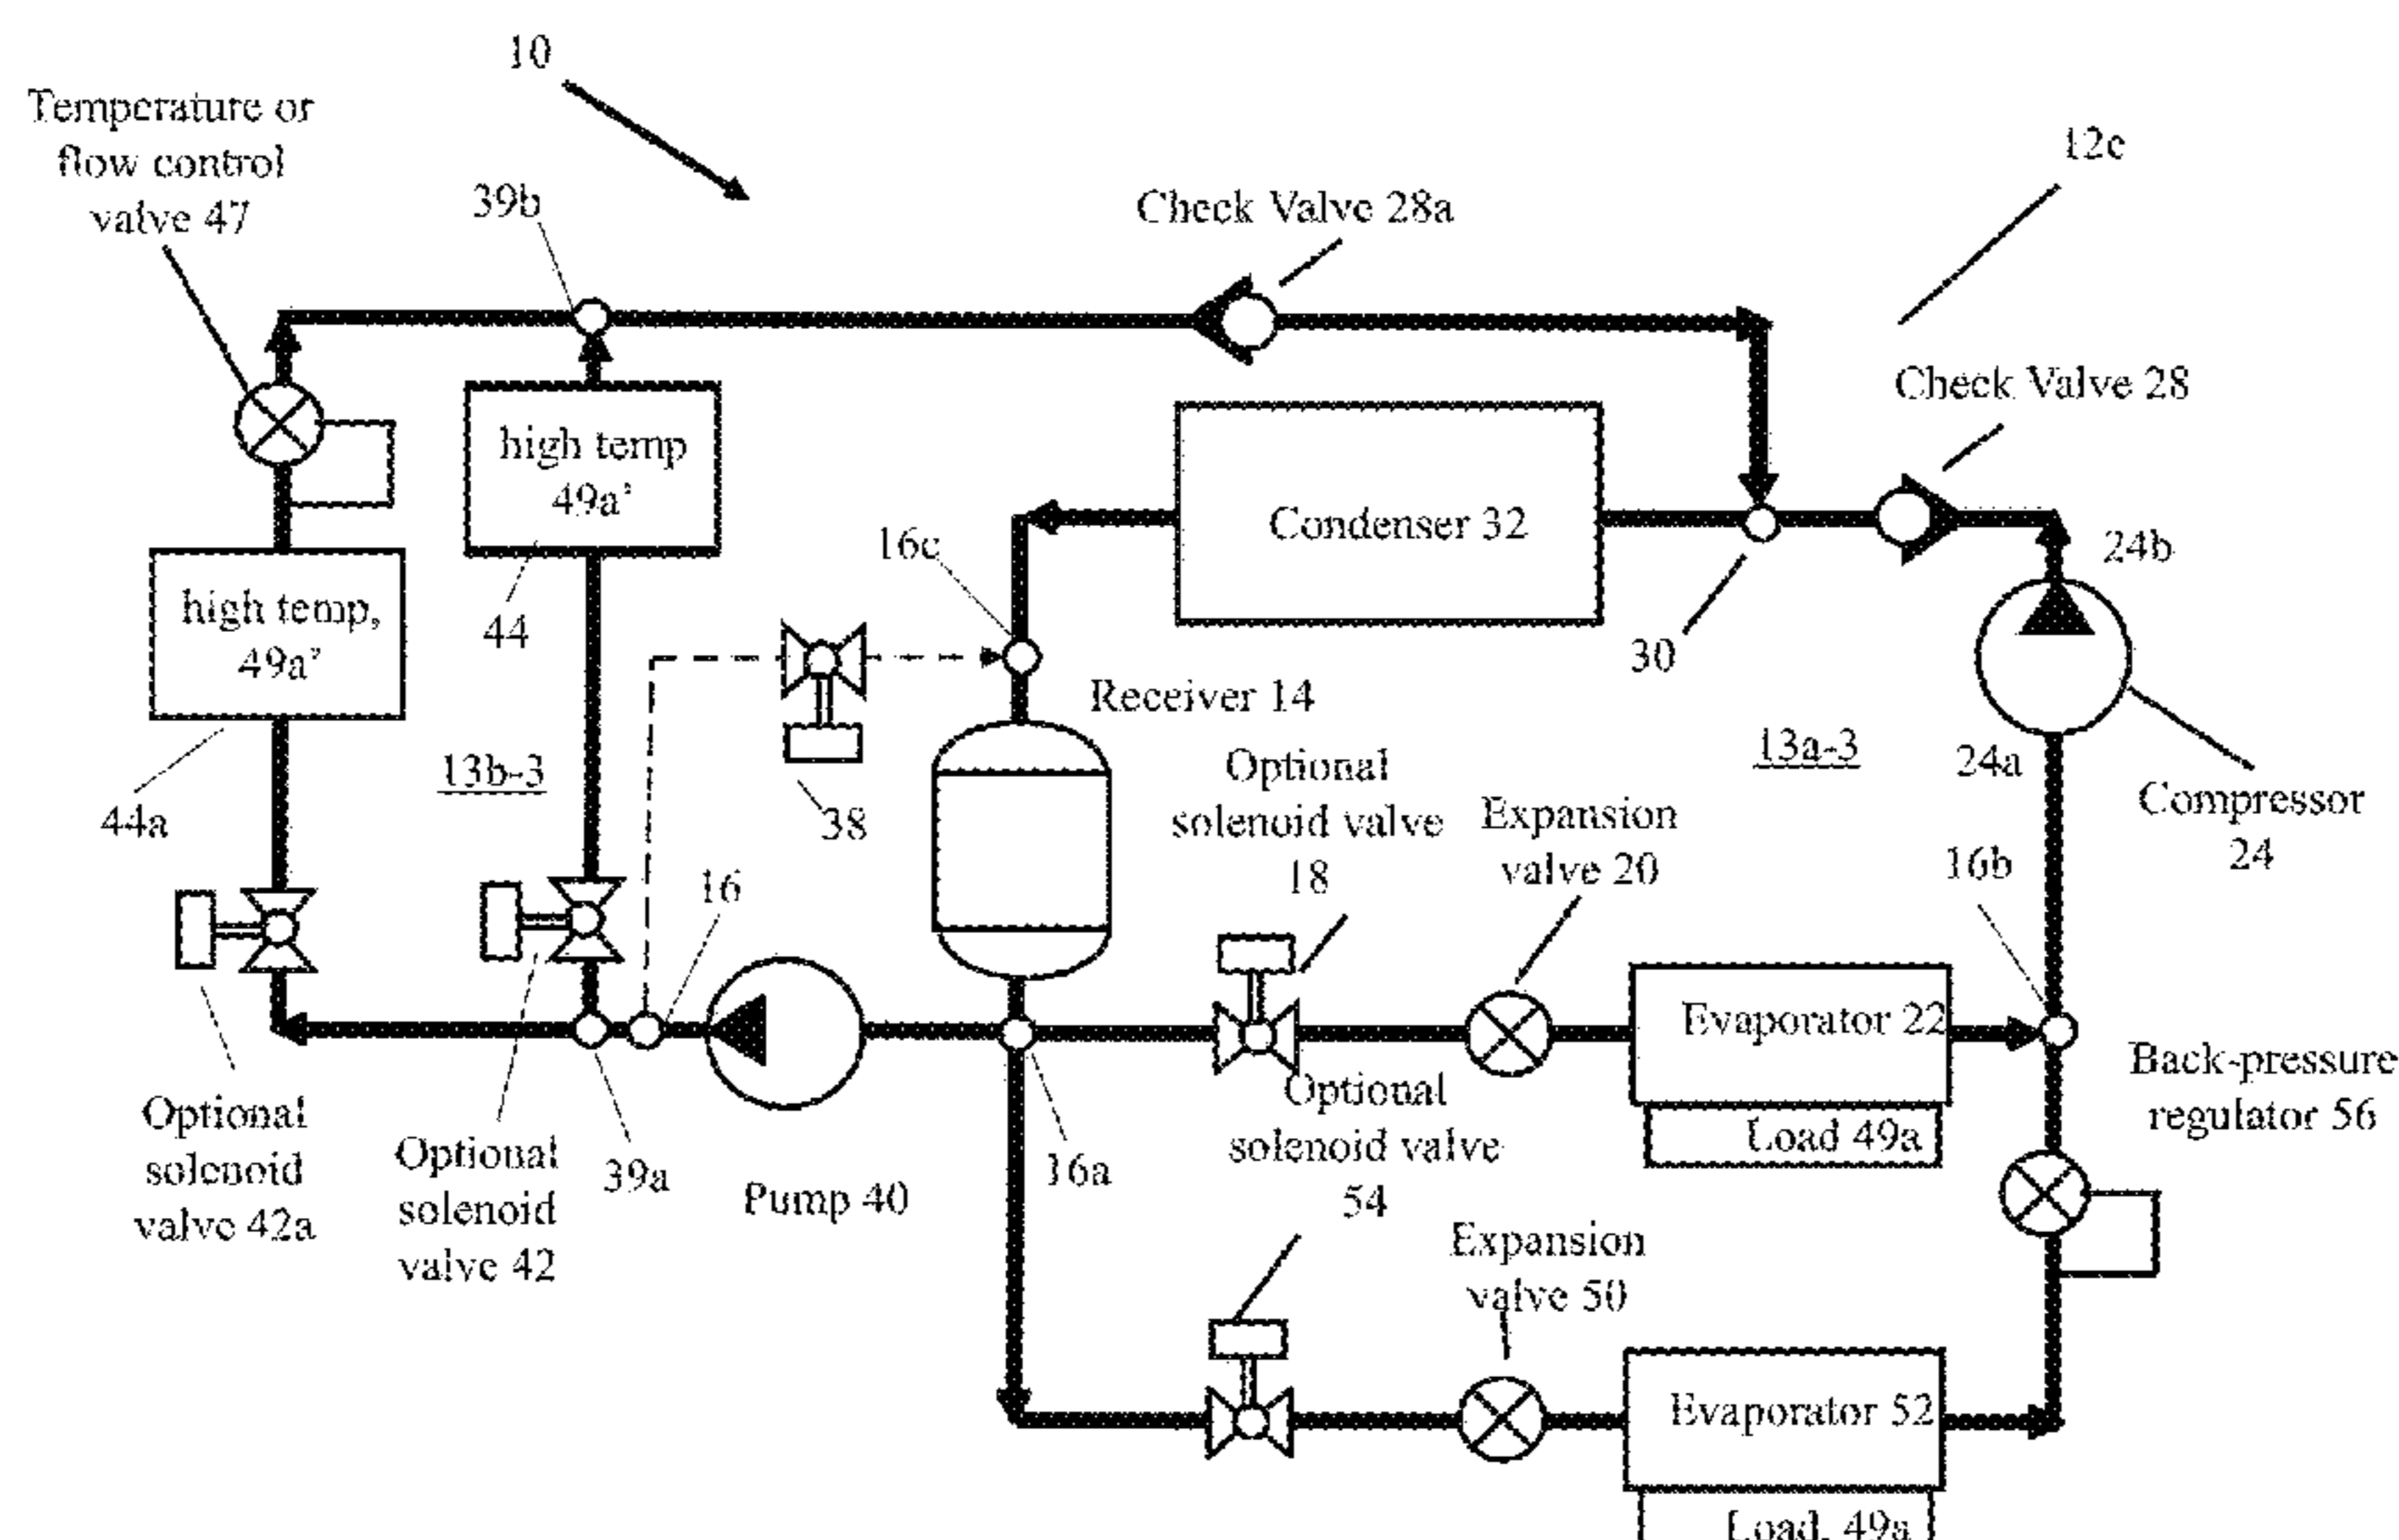 10
Temperature or
flow control
valve 47
39b
Check Valve 28a
12c
Check Valve 28
high temp
49a'
Condenser 32
16c
24b
high temp,
49a'
44
30
Receiver 14
13b-3
13a-3
24a
44a
38
Optional
solenoid valve
18
Expansion
valve 20
Compressor
24
16
16b
Evaporator 22
Load 49a
Back-pressure
regulator 56
Optional
solenoid
valve 42a
Optional
solenoid
valve 42
39a
Pump 40
16a
Optional
solenoid valve
54
Expansion
valve 50
Evaporator 52
Load, 49a